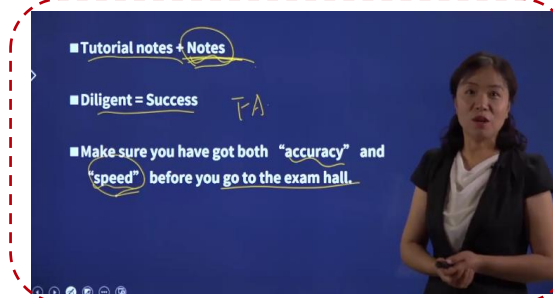 ■Tutorial notes + Notes
■Diligent = Success F-A.
■Make sure you have got both “accuracy” and
“speed” before you go to the exam hall.